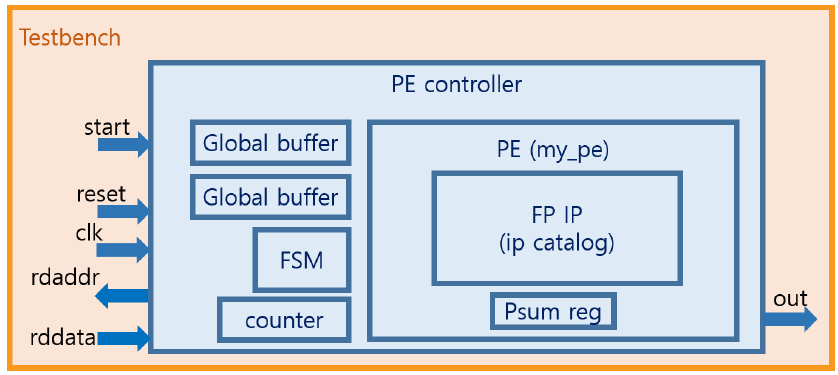 Testbench
PE controller
start
Global buffer
PE (my_pe)
reset
Global buffer
FP IP
(ip catalog)
clk
FSM
rdaddr
Psum reg
out
counter
rddata